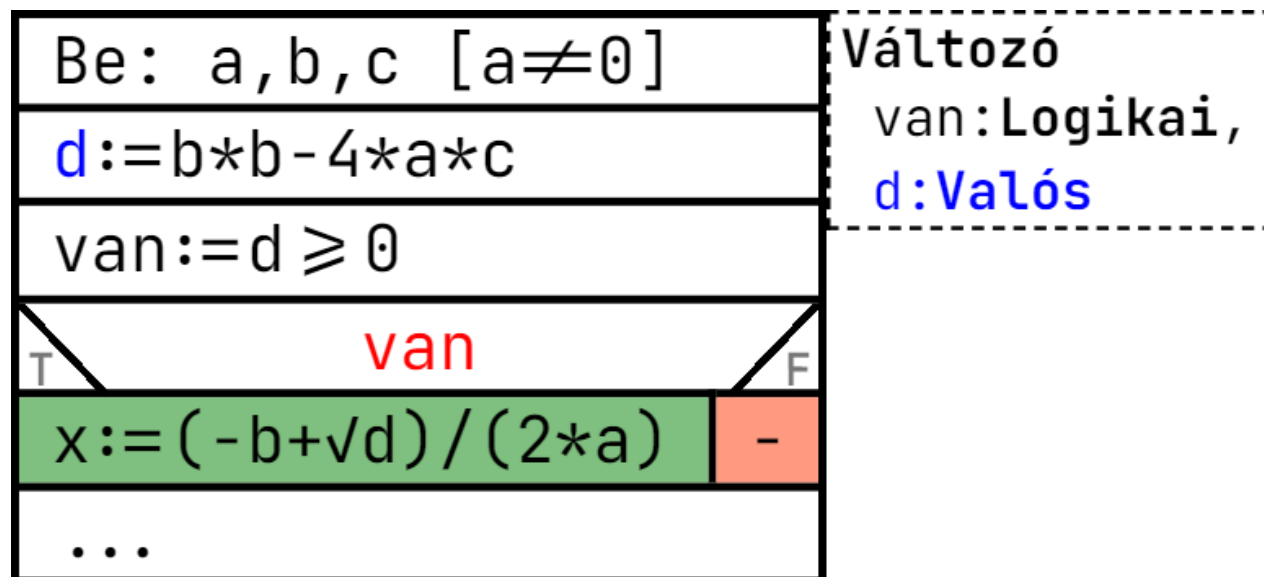 Be: a,b,c [a≠0]
d:=b*b-4*a*c
van:=d⩾0
T
van
F
x:=(-b+√d)/(2*a)
-
...
Változó
van:Logikai,
d:Valós